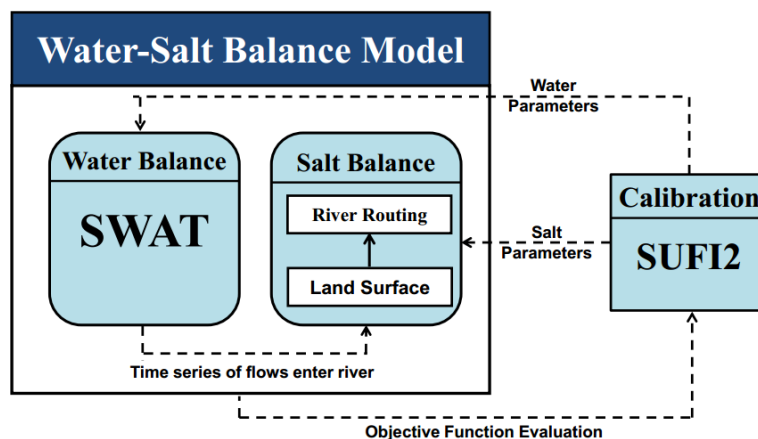 Water-Salt Balance Model
Water
Parameters
Water Balance
SWAT
Salt Balance
River Routing
Land Surface
Salt
Parameters
Calibration
SUFI2
Time series of flows enter river
Objective Function Evaluation